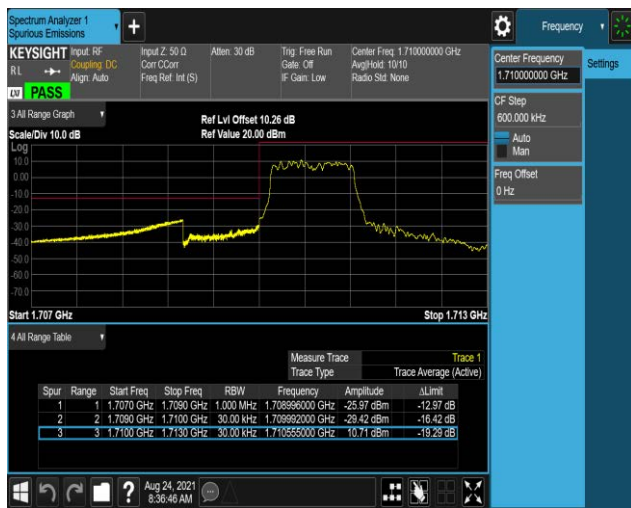 Spectrum Analyzer 1
Spurious Emissions
+
Frequency
KEYSIGHT Input: RF Input Z: 50 Ω Atten: 30 dB Trig: Free Run Center Freq: 1.710000000 GHz
RL Coupling: DC Corr CCorr Gate: Off Avg|Hold: 10/10
Align: Auto Freq Ref: Int (S) IF Gain: Low Radio Std: None
LXI PASS
Center Frequency
1.710000000 GHz
Settings
CF Step
600.000 kHz
Auto
Man
Freq Offset
0 Hz
3 All Range Graph
Ref Lvl Offset 10.26 dB
Scale/Div 10.0 dB Ref Value 20.00 dBm
Log
10.0
0.00
-10.0
-20.0
-30.0
-40.0
-50.0
-60.0
-70.0
Start 1.707 GHz Stop 1.713 GHz
4 All Range Table
Measure Trace Trace 1
Trace Type Trace Average (Active)
Spur Range Start Freq Stop Freq RBW Frequency Amplitude ΔLimit
1 1 1.7070 GHz 1.7090 GHz 1.000 MHz 1.708996000 GHz -25.97 dBm -12.97 dB
2 2 1.7090 GHz 1.7100 GHz 30.00 kHz 1.709992000 GHz -29.42 dBm -16.42 dB
3 3 1.7100 GHz 1.7130 GHz 30.00 kHz 1.710555000 GHz 10.71 dBm -19.29 dB
? Aug 24, 2021
8:36:46 AM